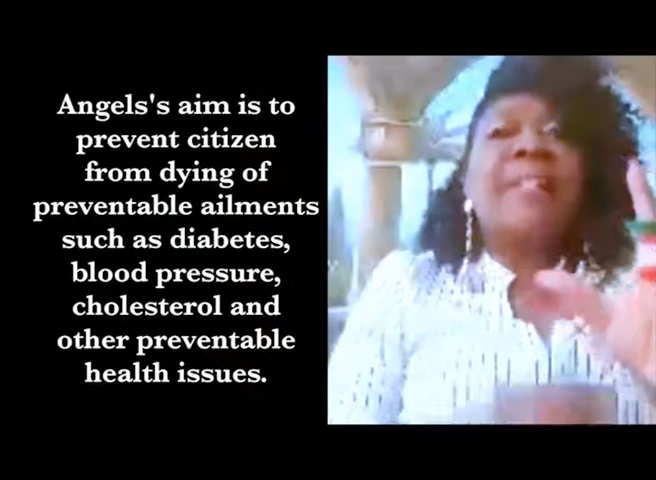 Angels's aim is to
prevent citizen
from dying of
preventable ailments
such as diabetes,
blood pressure,
cholesterol and
other preventable
health issues.